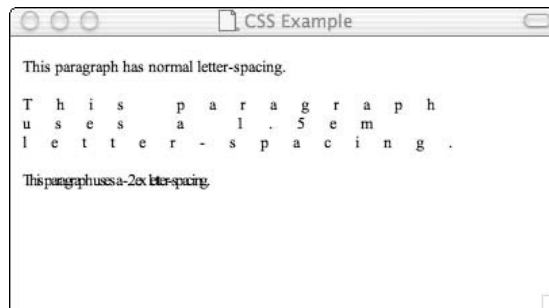 CSS Example
This paragraph has normal letter-spacing.
This paragraph
uses a 1.5em
letter-spacing.
This paragraph uses a -.2ex letter-spacing.